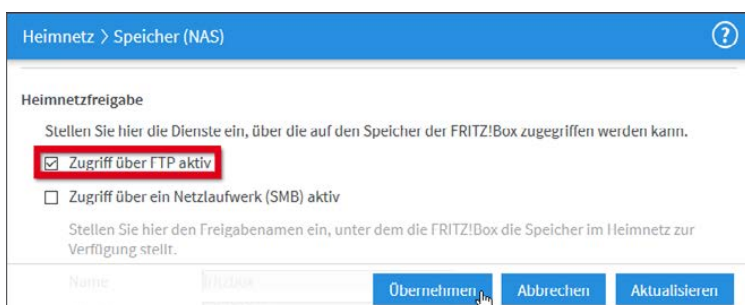 Heimnetz > Speicher (NAS)
Heimnetzfreigabe
Stellen Sie hier die Dienste ein, über die auf den Speicher der FRITZ!Box zugegriffen werden kann.
Zugriff über FTP aktiv
Zugriff über ein Netzlaufwerk (SMB) aktiv
Stellen Sie hier den Freigabenamen ein, unter dem die FRITZ!Box die Speicher im Heimnetz zur
Verfügung stellt.
Name
Übernehmen Abbrechen Aktualisieren